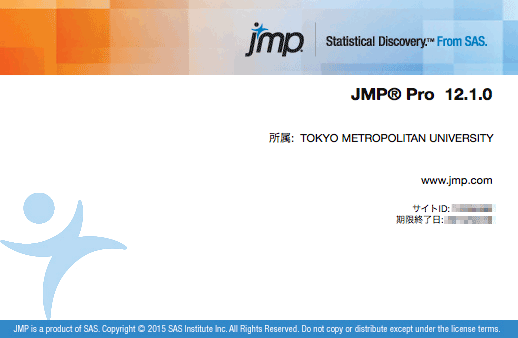 jmp Statistical Discovery.™ From SAS.
JMP® Pro 12.1.0
所属: TOKYO METROPOLITAN UNIVERSITY
www.jmp.com
サイトID:
期限終了日:
JMP is a product of SAS. Copyright © 2015 SAS Institute Inc. All Rights Reserved. Do not copy or distribute except under the license terms.